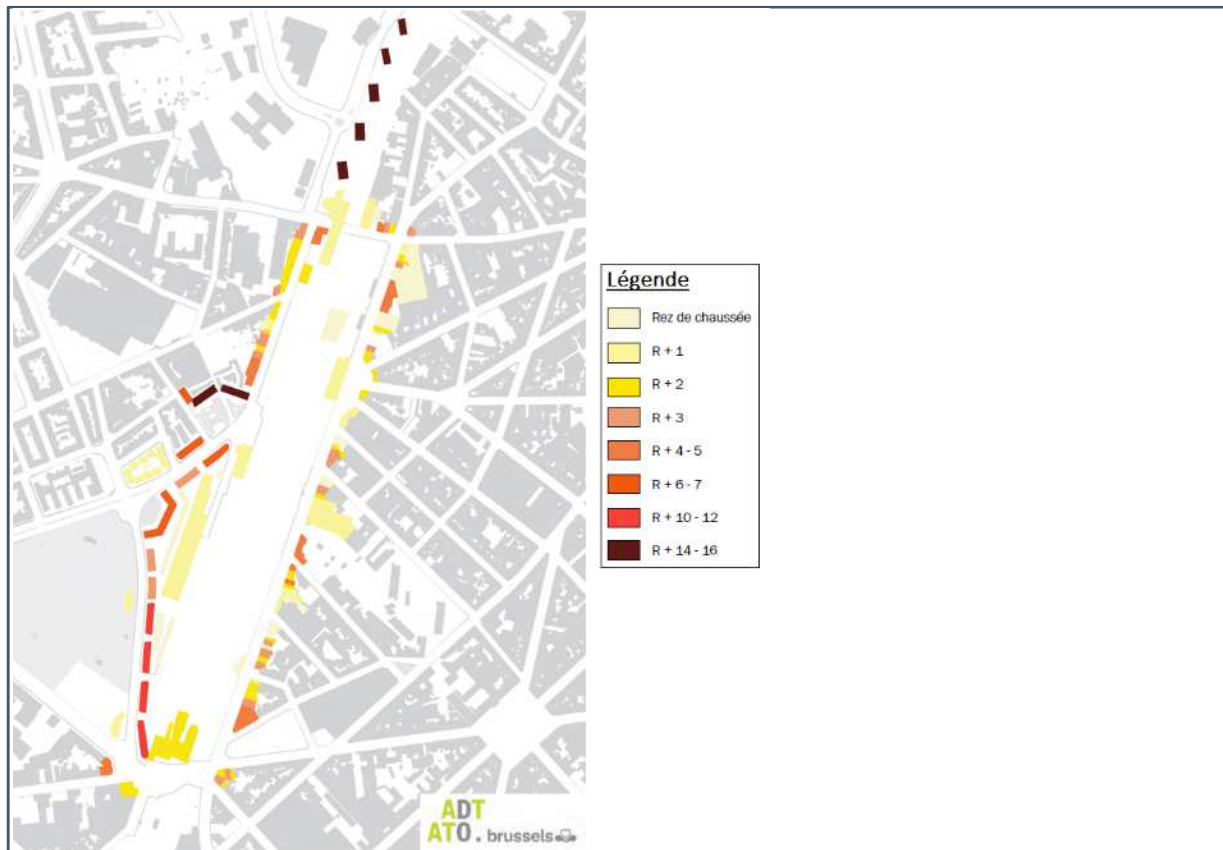 Légende
Rez de chaussée
R + 1
R + 2
R + 3
R + 4 - 5
R + 6 - 7
R + 10 - 12
R + 14 - 16
ADT
ATO. brussels